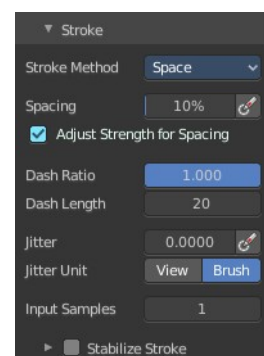 Stroke
Stroke Method Space
Spacing 10%
Adjust Strength for Spacing
Dash Ratio 1.000
Dash Length 20
Jitter 0.0000
Jitter Unit View Brush
Input Samples 1
Stabilize Stroke